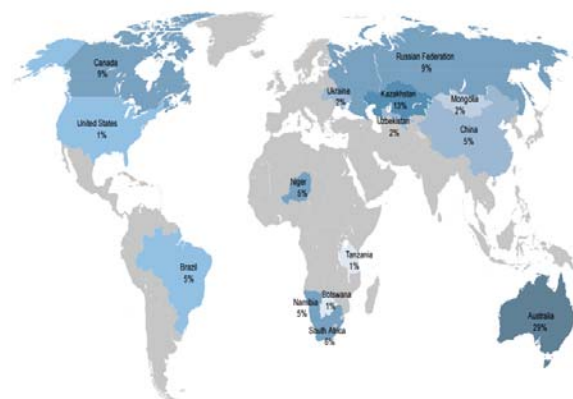 Canada
9%
Russian Federation
9%
Ukraine
2%
Kazakhstan
13%
Mongolia
2%
United States
1%
Uzbekistan
2%
China
5%
Niger
5%
Tanzania
1%
Brazil
5%
Botswana
1%
Namibia
5%
South Africa
6%
Australia
29%